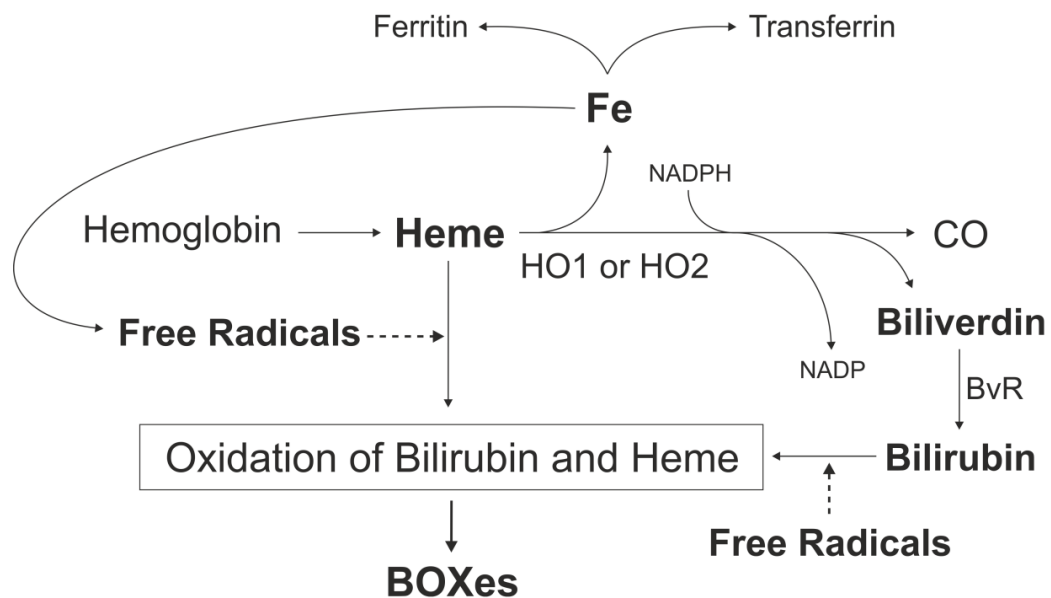 Ferritin
Transferrin
Fe
NADPH
Hemoglobin
Heme
CO
HO1 or HO2
Free Radicals
Biliverdin
NADP
BvR
Oxidation of Bilirubin and Heme
Bilirubin
Free Radicals
BOXes